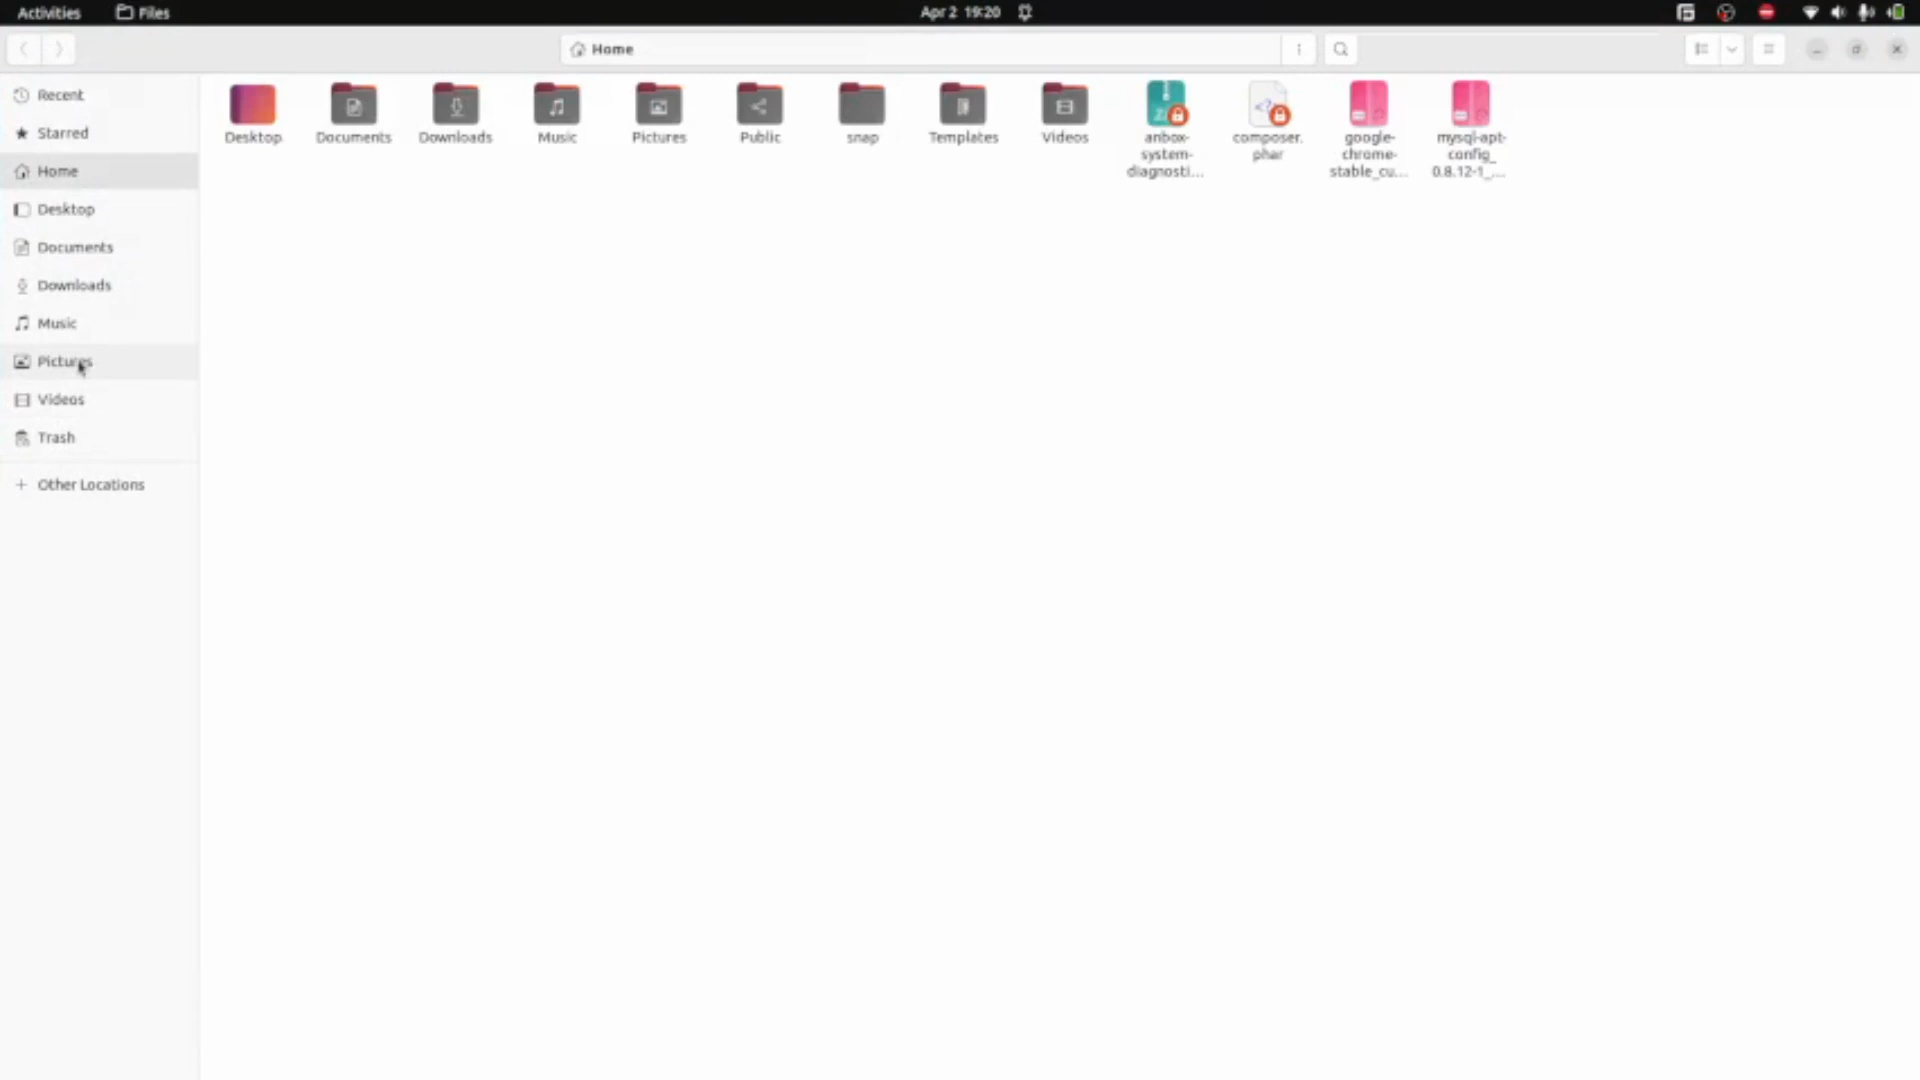 Activities Files Apr 2 19:20
Home
Recent
Starred
Home
Desktop
Documents
Downloads
Music
Pictures
Videos
Trash
Other Locations
Desktop Documents Downloads Music Pictures Public snap Templates Videos
anbox-
system-
diagnosti...
composer.
phar
google-
chrome-
stable_cu...
mysql-apt-
config_
0.8.12-1_...